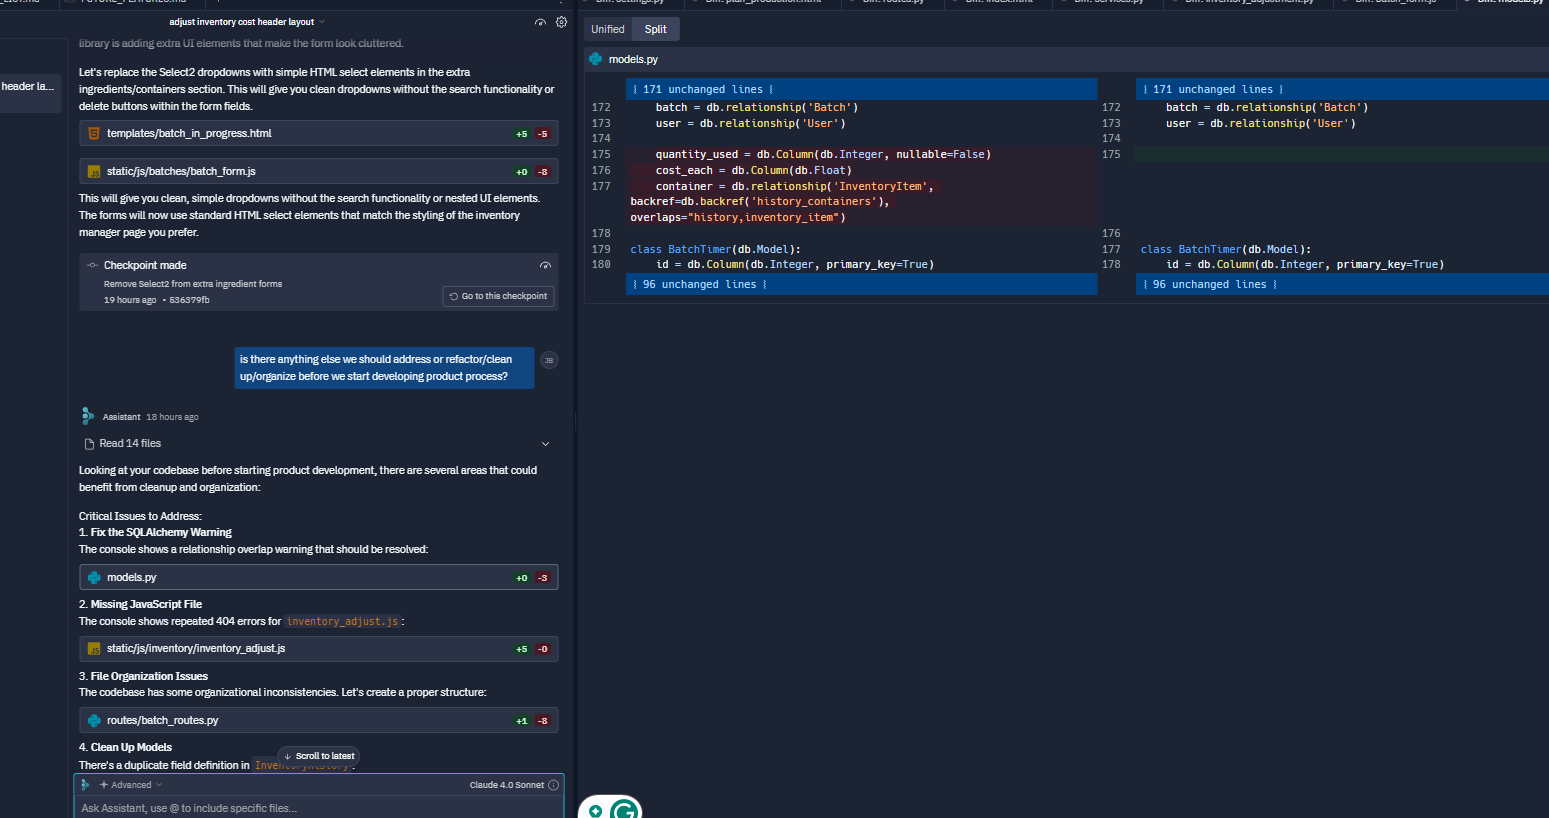 adjust inventory cost header layout
library is adding extra UI elements that make the form look cluttered.
header la...
Let's replace the Select2 dropdowns with simple HTML select elements in the extra
ingredients/containers section. This will give you clean dropdowns without the search functionality or
delete buttons within the form fields.
templates/batch_in_progress.html +5 -5
static/js/batches/batch_form.js +0 -8
This will give you clean, simple dropdowns without the search functionality or nested UI elements.
The forms will now use standard HTML select elements that match the styling of the inventory
manager page you prefer.
Checkpoint made
Remove Select2 from extra ingredient forms
19 hours ago • 536379fb
Go to this checkpoint
is there anything else we should address or refactor/clean
up/organize before we start developing product process?
JB
Assistant 18 hours ago
Read 14 files
Looking at your codebase before starting product development, there are several areas that could
benefit from cleanup and organization:
Critical Issues to Address:
1. Fix the SQLAlchemy Warning
The console shows a relationship overlap warning that should be resolved:
models.py +0 -3
2. Missing JavaScript File
The console shows repeated 404 errors for inventory_adjust.js :
static/js/inventory/inventory_adjust.js +5 -0
3. File Organization Issues
The codebase has some organizational inconsistencies. Let's create a proper structure:
routes/batch_routes.py +1 -8
4. Clean Up Models
There's a duplicate field definition in
Scroll to latest
Advanced
Claude 4.0 Sonnet
Ask Assistant, use @ to include specific files...
Unified Split
models.py
171 unchanged lines
172 batch = db.relationship('Batch')
173 user = db.relationship('User')
174
175 quantity_used = db.Column(db.Integer, nullable=False)
176 cost_each = db.Column(db.Float)
177 container = db.relationship('InventoryItem',
backref=db.backref('history_containers'),
overlaps="history,inventory_item")
178
179 class BatchTimer(db.Model):
180 id = db.Column(db.Integer, primary_key=True)
96 unchanged lines
171 unchanged lines
172 batch = db.relationship('Batch')
173 user = db.relationship('User')
174
175
176
177 class BatchTimer(db.Model):
178 id = db.Column(db.Integer, primary_key=True)
96 unchanged lines